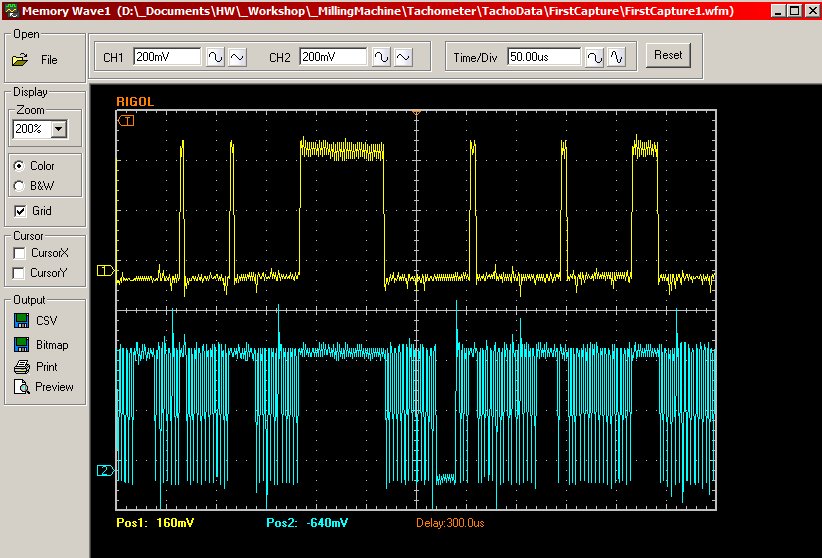 Memory Wave1 (D:\_Documents\HW\_Workshop\_MillingMachine\Tachometer\TachoData\FirstCapture\FirstCapture1.wfm)
Open
File
CH1 200mV CH2 200mV Time/Div 50.00us Reset
Display
Zoom
200%
Color
B&W
Grid
Cursor
CursorX
CursorY
Output
CSV
Bitmap
Print
Preview
RIGOL
T
1
2
Pos1: 160mV Pos2: -640mV Delay:300.0us